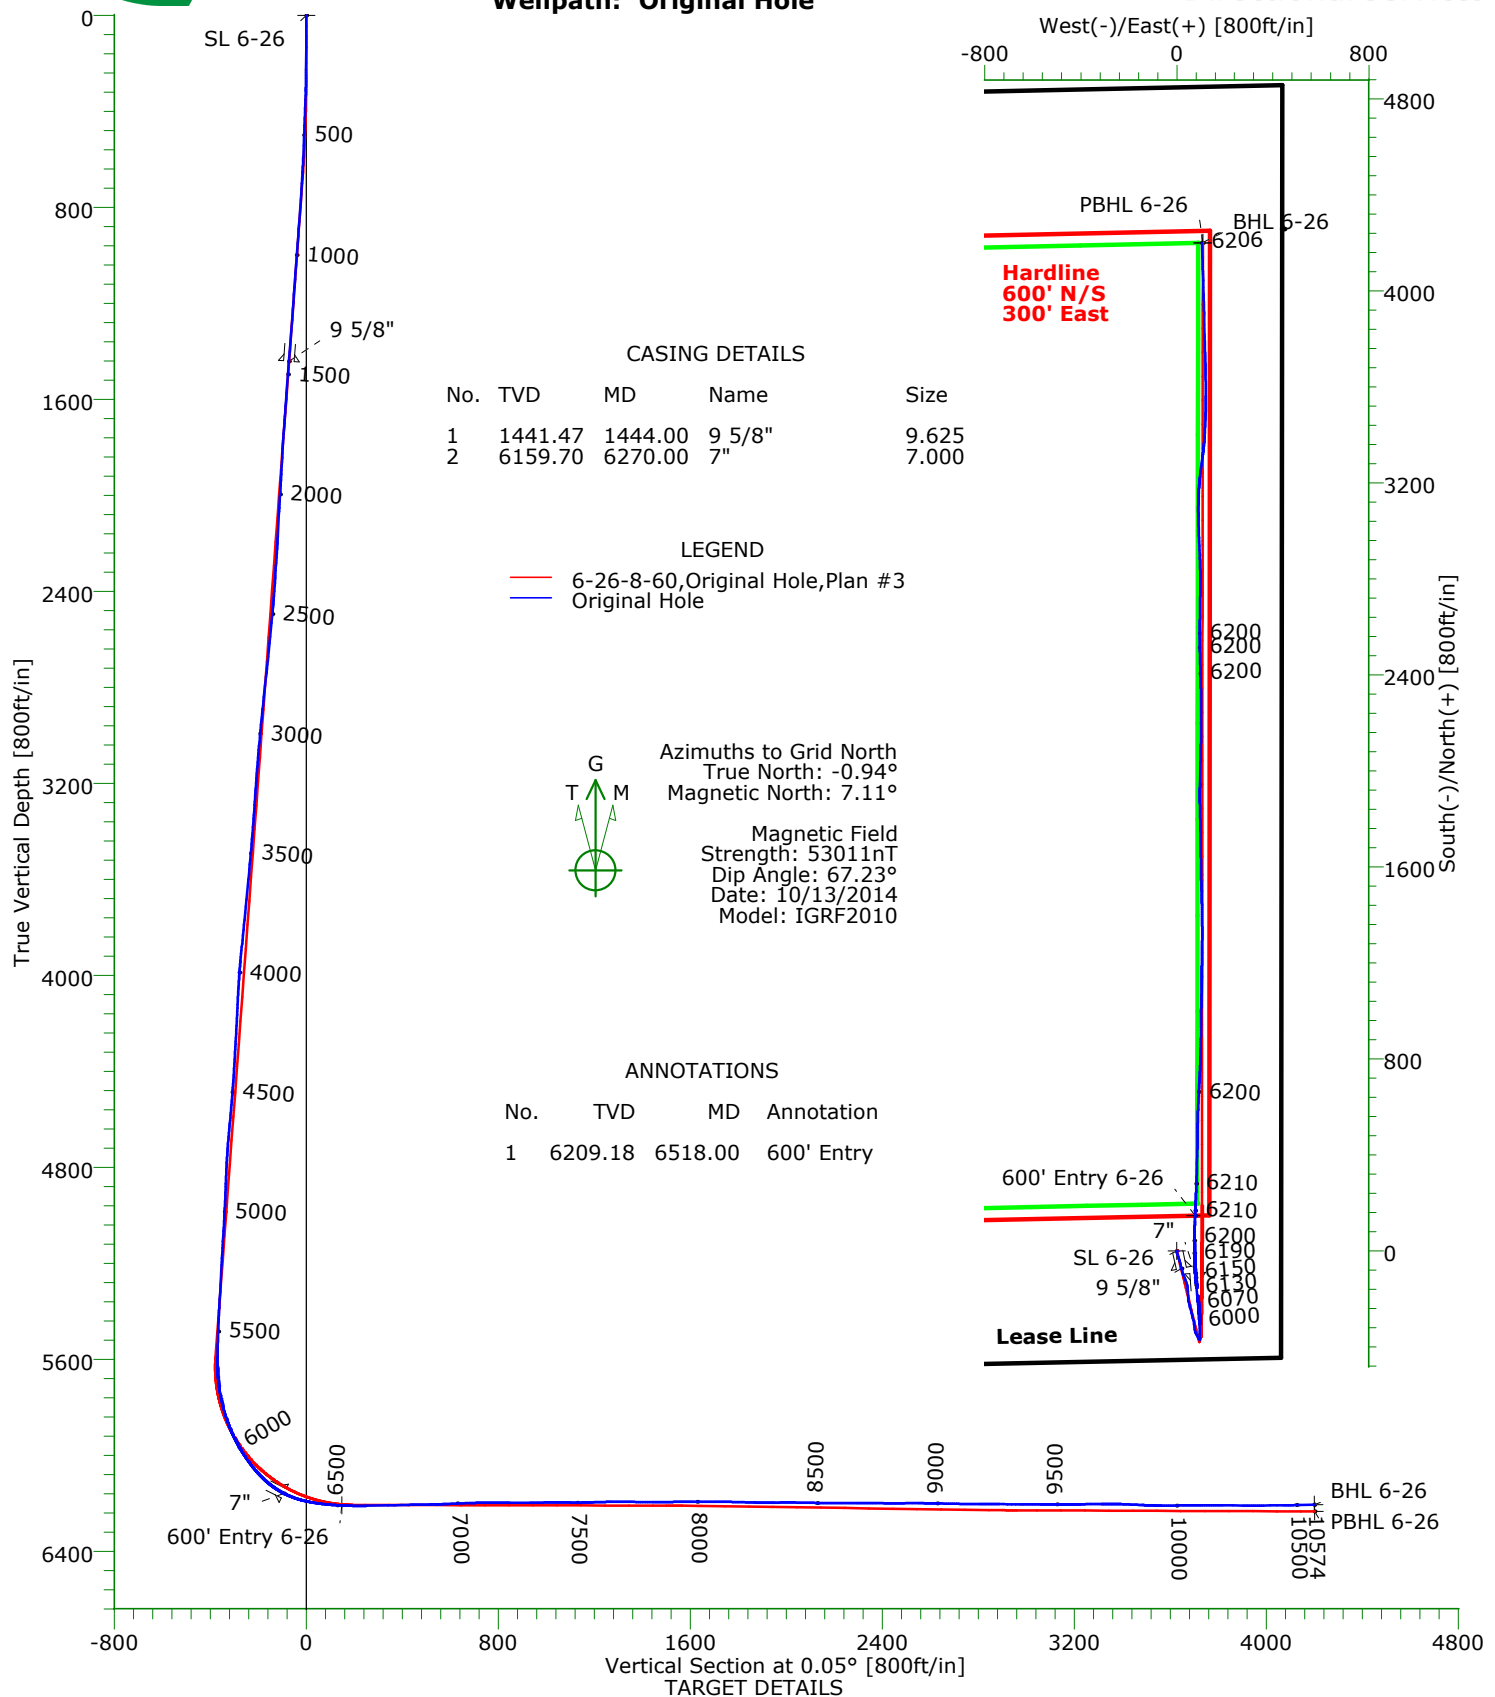 Wellpath: Original Hole
West(-)/East(+) [800ft/in]
-800
0
800
0
800
1600
2400
3200
4000
4800
5600
6400
True Vertical Depth [800ft/in]
SL 6-26
500
1000
9 5/8"
1500
2000
2500
3000
3500
4000
4500
5000
5500
6000
6500
7"
600' Entry 6-26
7000
7500
8000
8500
9000
9500
10000
10500
10574
BHL 6-26
PBHL 6-26
-800
0
800
1600
2400
3200
4000
4800
Vertical Section at 0.05° [800ft/in]
TARGET DETAILS
CASING DETAILS
No. TVD MD Name Size
1 1441.47 1444.00 9 5/8" 9.625
2 6159.70 6270.00 7" 7.000
LEGEND
6-26-8-60,Original Hole,Plan #3
Original Hole
G
T M
Azimuths to Grid North
True North: -0.94°
Magnetic North: 7.11°
Magnetic Field
Strength: 53011nT
Dip Angle: 67.23°
Date: 10/13/2014
Model: IGRF2010
ANNOTATIONS
No. TVD MD Annotation
1 6209.18 6518.00 600' Entry
4800
4000
3200
2400
1600
800
0
South(-)/North(+) [800ft/in]
PBHL 6-26
BHL 6-26
6206
Hardline
600' N/S
300' East
6200
6200
6200
6200
600' Entry 6-26
6210
6210
7"
6200
SL 6-26
6190
6150
9 5/8"
6130
6070
6000
Lease Line